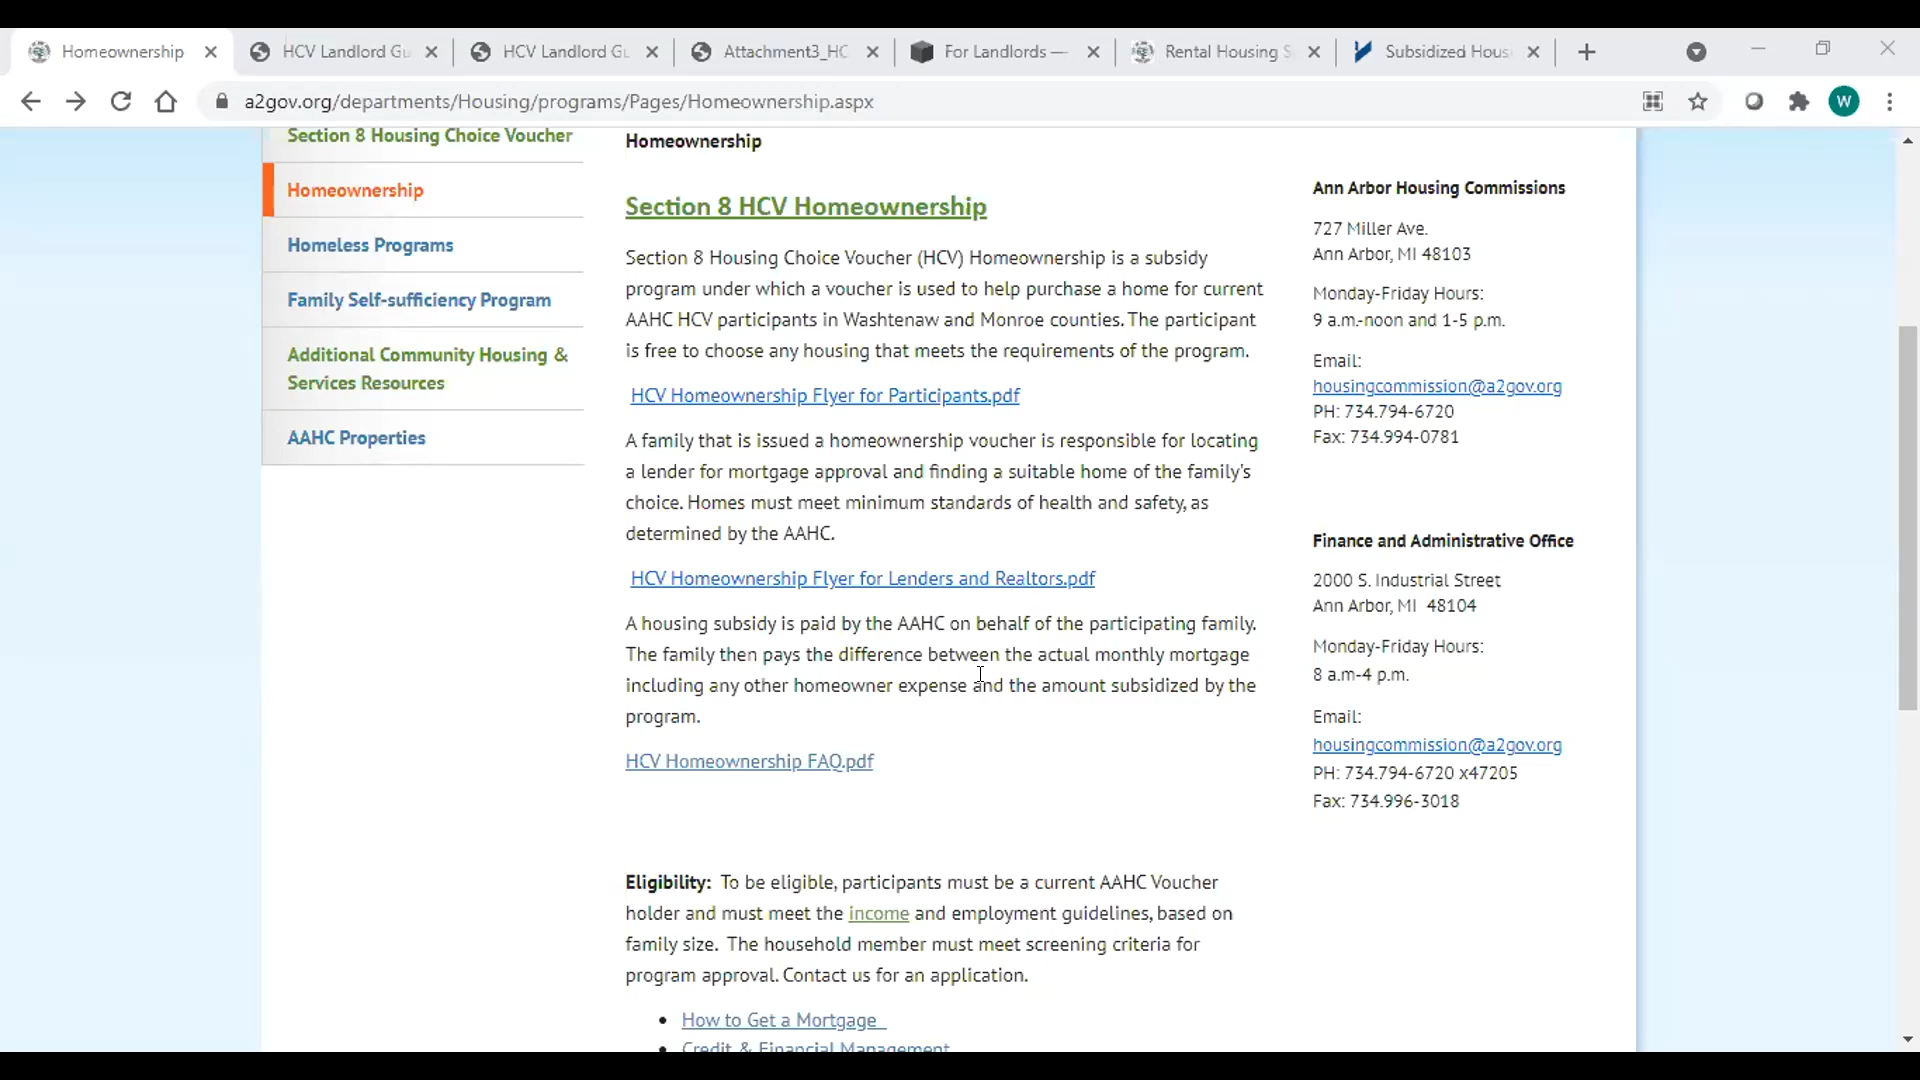 Homeownership
HCV Landlord Gu
HCV Landlord Gu
Attachment3_HC
For Landlords —
Rental Housing S
Subsidized Hous
a2gov.org/departments/Housing/programs/Pages/Homeownership.aspx
W
Section 8 Housing Choice Voucher
Homeownership
Homeless Programs
Family Self-sufficiency Program
Additional Community Housing &
Services Resources
AAHC Properties
Homeownership
Section 8 HCV Homeownership
Section 8 Housing Choice Voucher (HCV) Homeownership is a subsidy
program under which a voucher is used to help purchase a home for current
AAHC HCV participants in Washtenaw and Monroe counties. The participant
is free to choose any housing that meets the requirements of the program.
HCV Homeownership Flyer for Participants.pdf
A family that is issued a homeownership voucher is responsible for locating
a lender for mortgage approval and finding a suitable home of the family's
choice. Homes must meet minimum standards of health and safety, as
determined by the AAHC.
HCV Homeownership Flyer for Lenders and Realtors.pdf
A housing subsidy is paid by the AAHC on behalf of the participating family.
The family then pays the difference between the actual monthly mortgage
including any other homeowner expense and the amount subsidized by the
program.
HCV Homeownership FAQ.pdf
Eligibility: To be eligible, participants must be a current AAHC Voucher
holder and must meet the income and employment guidelines, based on
family size. The household member must meet screening criteria for
program approval. Contact us for an application.
• How to Get a Mortgage
• Credit & Financial Management
Ann Arbor Housing Commissions
727 Miller Ave.
Ann Arbor, MI 48103
Monday-Friday Hours:
9 a.m.-noon and 1-5 p.m.
Email:
housingcommission@a2gov.org
PH: 734.794-6720
Fax: 734.994-0781
Finance and Administrative Office
2000 S. Industrial Street
Ann Arbor, MI 48104
Monday-Friday Hours:
8 a.m-4 p.m.
Email:
housingcommission@a2gov.org
PH: 734.794-6720 x47205
Fax: 734.996-3018